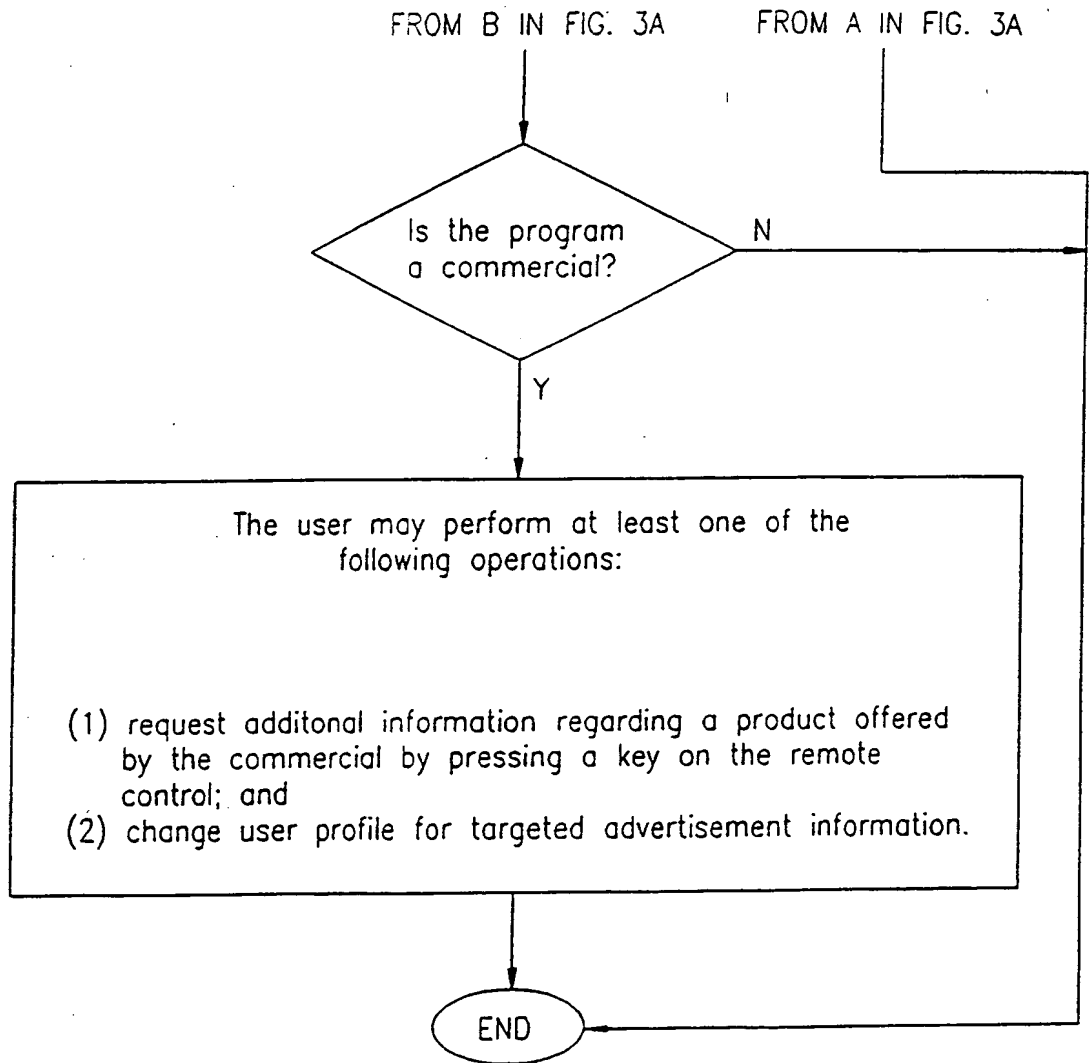 FROM B IN FIG. 3A
FROM A IN FIG. 3A
Is the program
a commercial?
N
Y
The user may perform at least one of the
following operations:
(1) request additonal information regarding a product offered
by the commercial by pressing a key on the remote
control; and
(2) change user profile for targeted advertisement information.
END